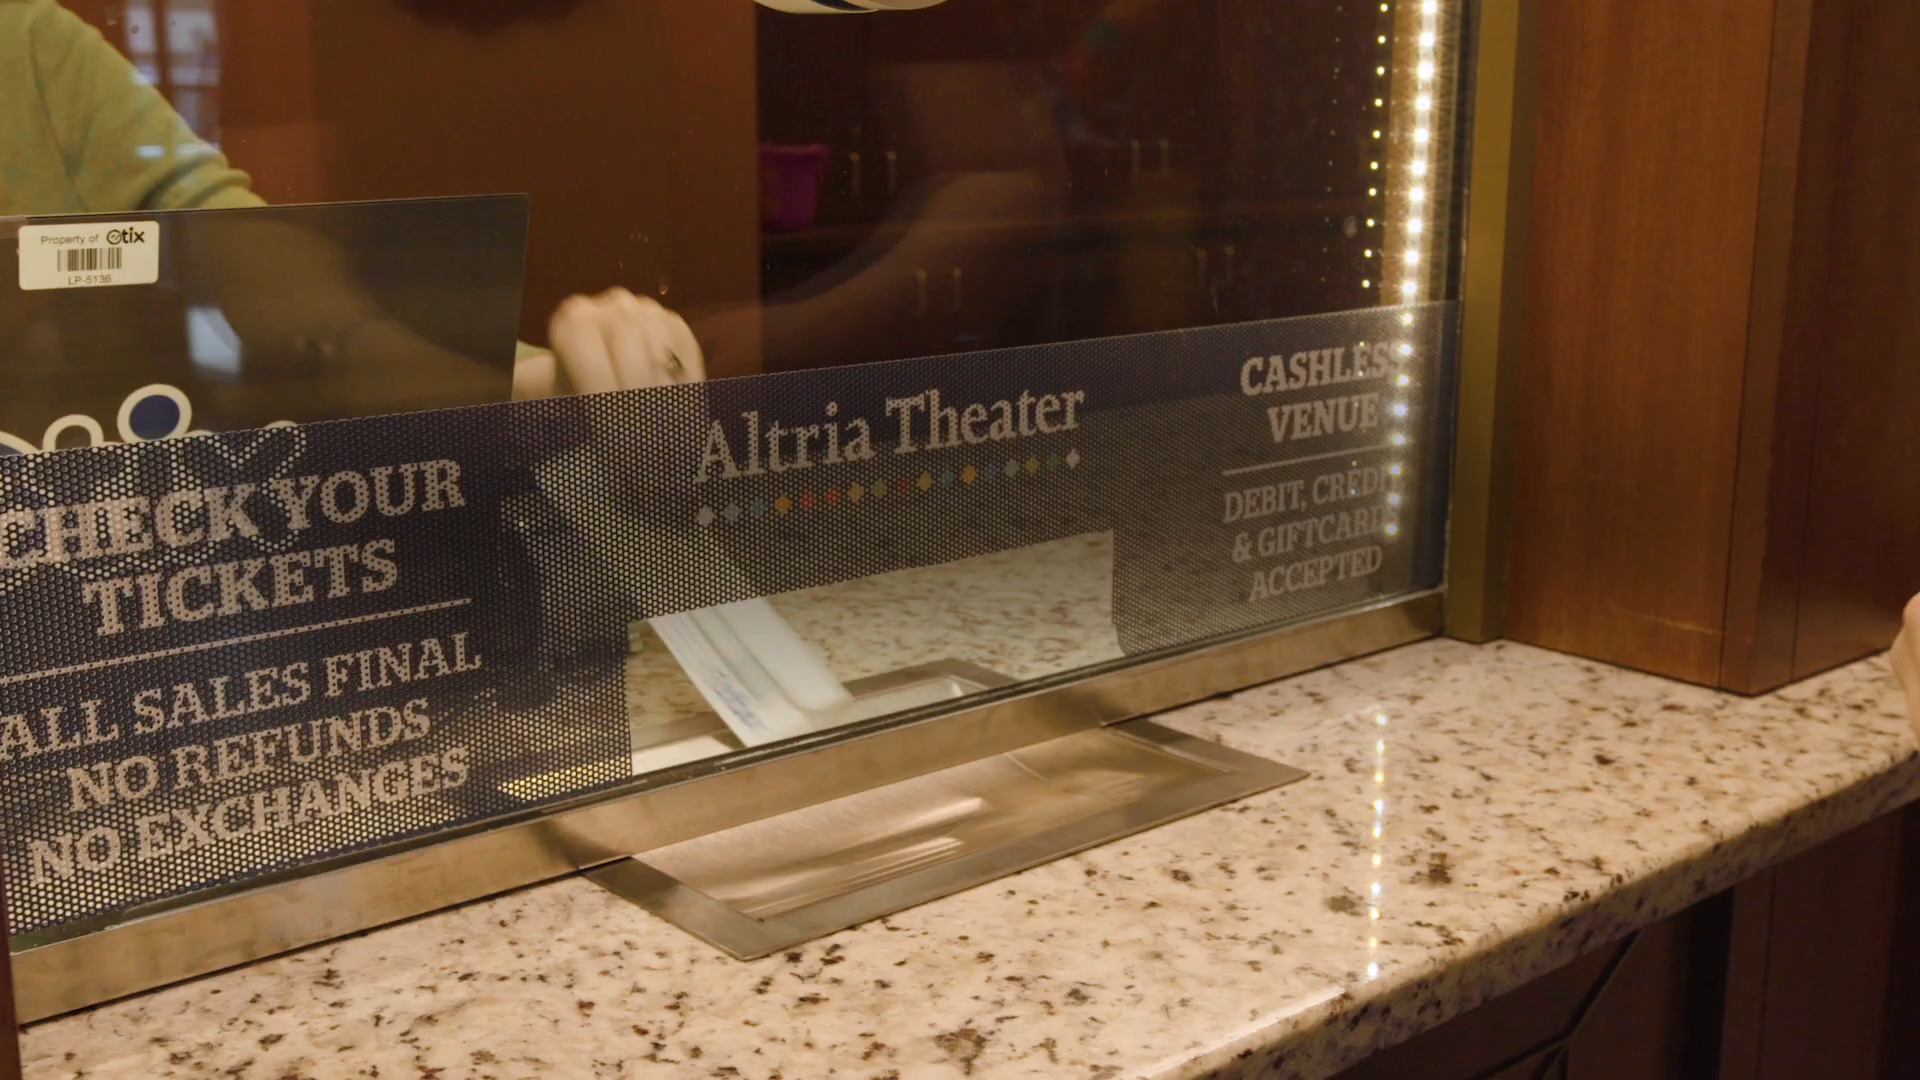 Property of etix
LP-5136
CHECK YOUR
TICKETS
ALL SALES FINAL
NO REFUNDS
NO EXCHANGES
Altria Theater
CASHLESS
VENUE
DEBIT, CREDIT
& GIFTCARDS
ACCEPTED